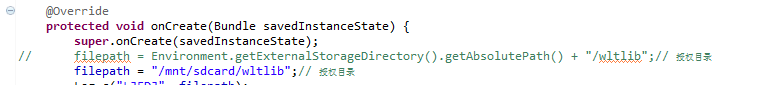 @Override
protected void onCreate(Bundle savedInstanceState) {
super.onCreate(savedInstanceState);
// filepath = Environment.getExternalStorageDirectory().getAbsolutePath() + "/wltlib";// 授权目录
filepath = "/mnt/sdcard/wltlib";// 授权目录